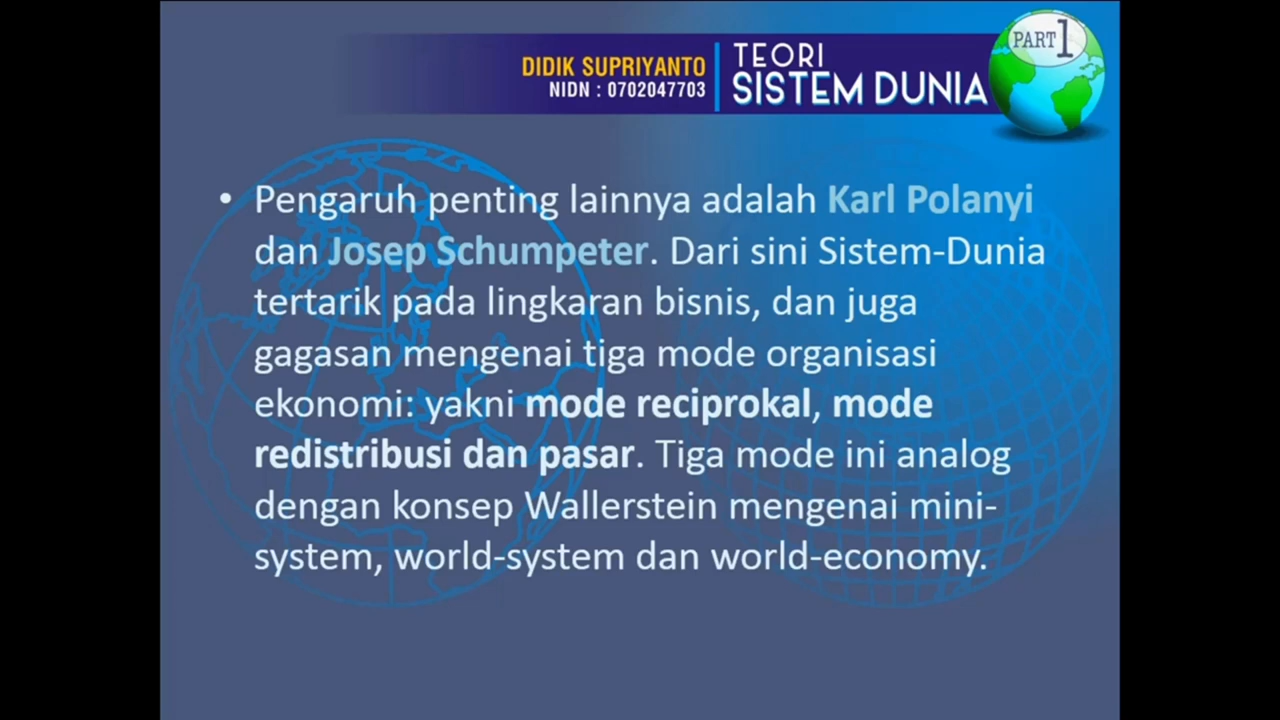 DIDIK SUPRIYANTO
NIDN : 0702047703
TEORI
SISTEM DUNIA
PART 1
• Pengaruh penting lainnya adalah Karl Polanyi
dan Josep Schumpeter. Dari sini Sistem-Dunia
tertarik pada lingkaran bisnis, dan juga
gagasan mengenai tiga mode organisasi
ekonomi: yakni mode reciprokal, mode
redistribusi dan pasar. Tiga mode ini analog
dengan konsep Wallerstein mengenai mini-
system, world-system dan world-economy.